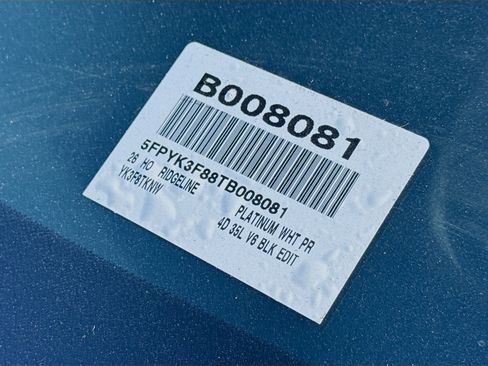 B008081
5FPYK3F88TB008081
26 HO RIDGELINE PLATINUM WHT PR
YK3F8TKNW 4D 35L V6 BLK EDIT